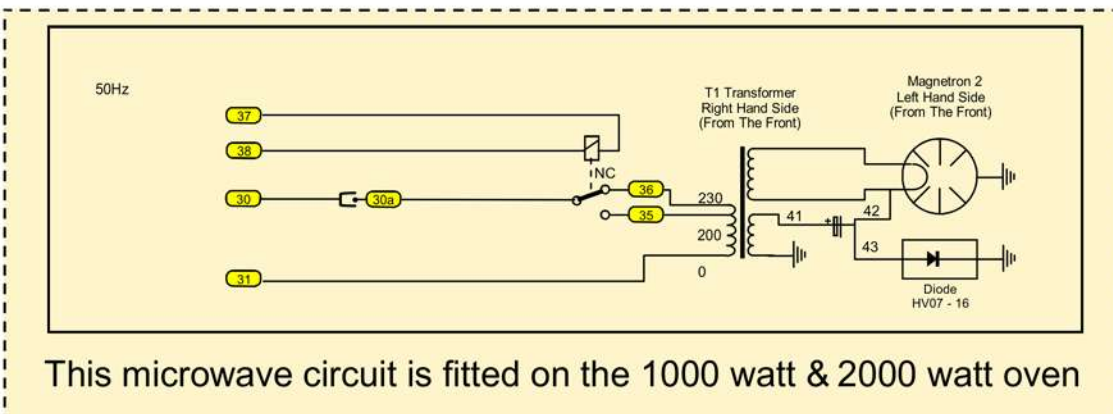 50Hz
T1 Transformer
Right Hand Side
(From The Front)
Magnetron 2
Left Hand Side
(From The Front)
37
38
NC
30
30a
36
230
35
41
42
200
43
31
0
Diode
HV07 - 16
This microwave circuit is fitted on the 1000 watt & 2000 watt oven